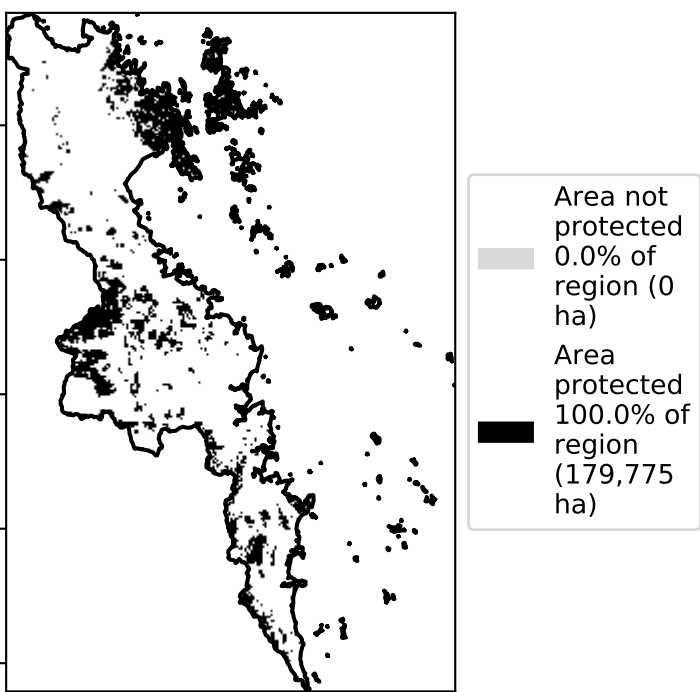 Area not
protected
0.0% of
region (0
ha)
Area
protected
100.0% of
region
(179,775
ha)